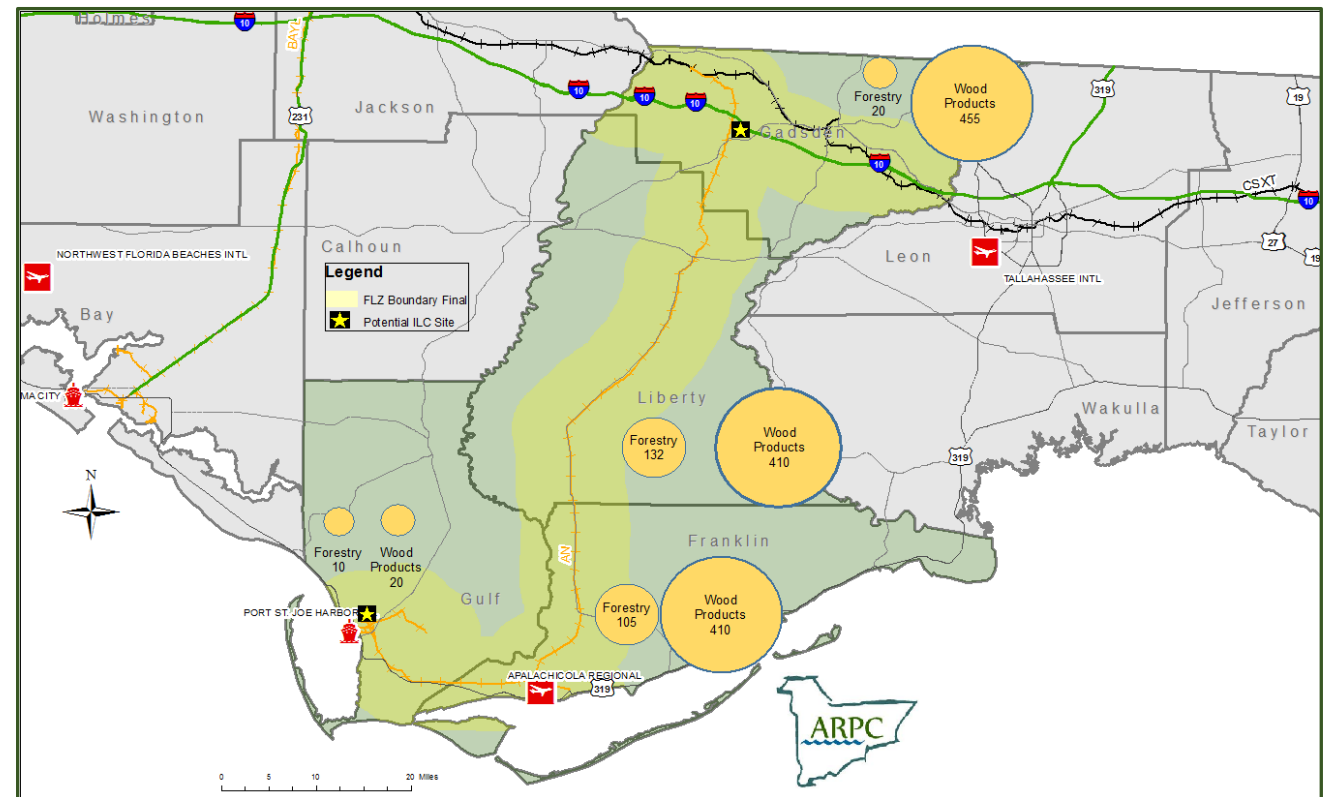 Holmes
10
BAYL
231
Washington
Jackson
10
10
10
Forestry
20
Wood
Products
455
319
19
Gadsden
10
CSXT
10
Calhoun
NORTHWEST FLORIDA BEACHES INTL
Bay
Legend
FLZ Boundary Final
Potential ILC Site
Leon
TALLAHASSEE INTL
27
19
Jefferson
MA CITY
Liberty
Wakulla
Taylor
Forestry
132
Wood
Products
410
319
N
Forestry
10
Wood
Products
20
Franklin
AN
Gulf
PORT ST. JOE HARBOR
Forestry
105
Wood
Products
410
APALACHICOLA REGIONAL
319
ARPC
0 5 10 20 Miles